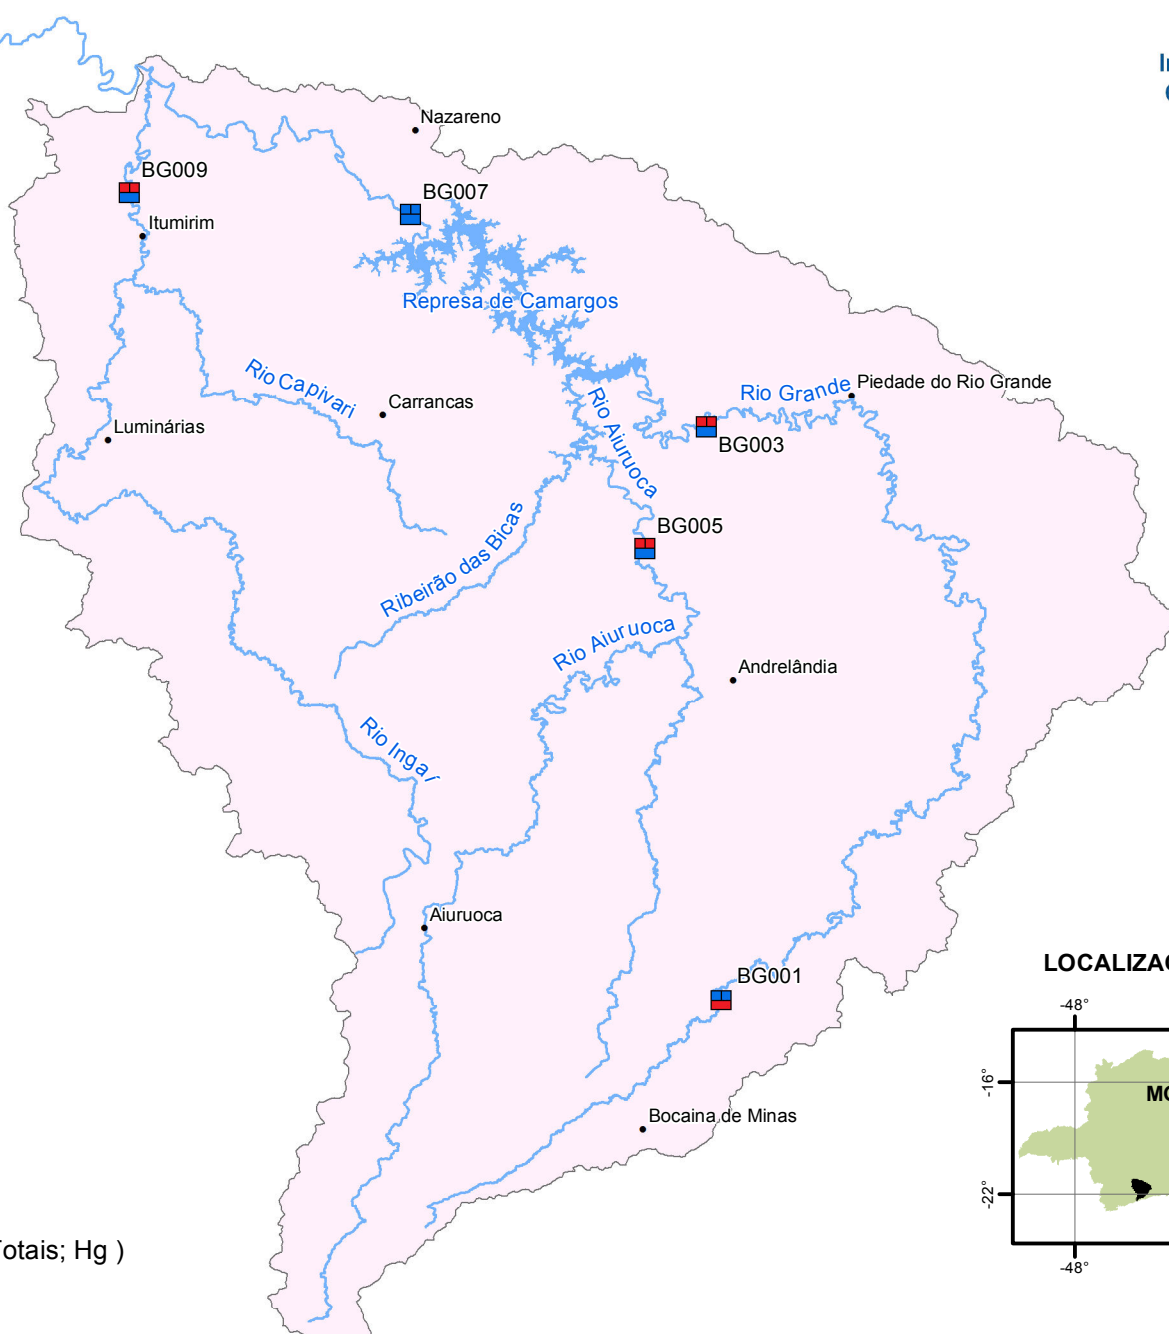 Nazareno
BG009
BG007
Itumirim
Represa de Camargos
Rio Capivari
Carrancas
Rio Aiuruoca
Rio Grande
Piedade do Rio Grande
Luminárias
BG003
Ribeirão das Bicas
BG005
Rio Aiuruoca
Andrelândia
Rio Ingaí
Aiuruoca
BG001
LOCALIZAÇ
-48°
-16°
MO
Bocaina de Minas
-22°
otais; Hg )
-48°